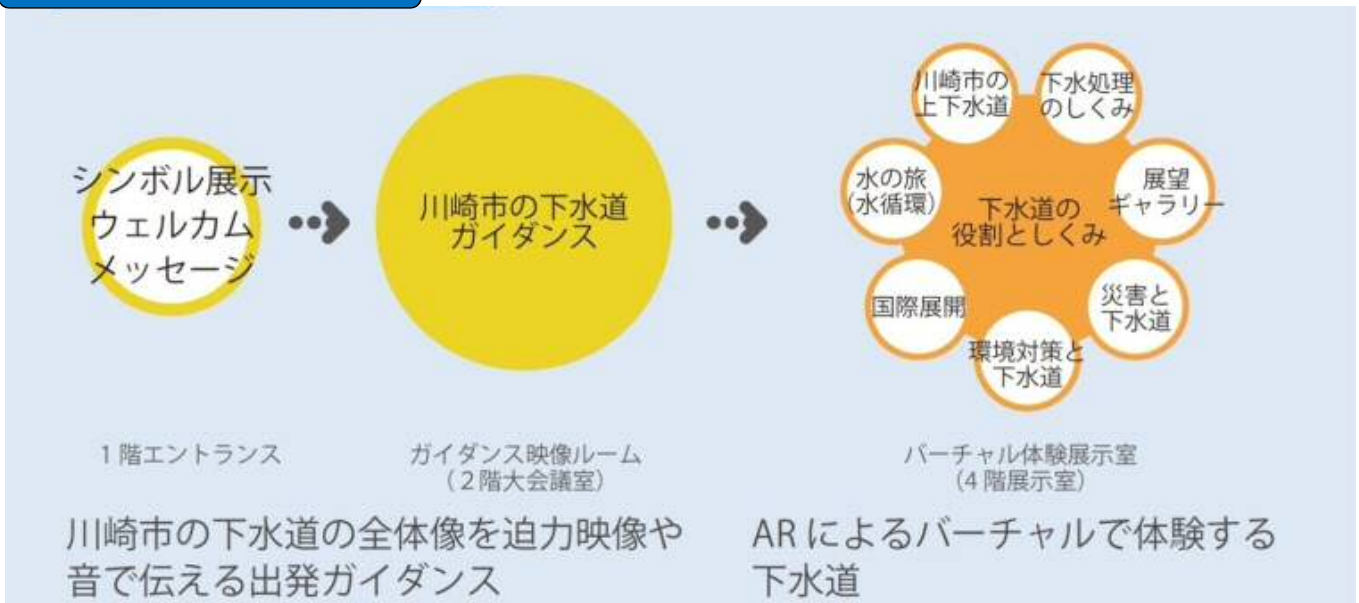 シンボル展示
ウェルカム
メッセージ
川崎市の下水道
ガイダンス
川崎市の
上下水道
下水処理
のしくみ
水の旅
(水循環)
展望
ギャラリー
下水道の
役割としくみ
国際展開
災害と
下水道
環境対策と
下水道
1階エントランス
ガイダンス映像ルーム
(2階大会議室)
バーチャル体験展示室
(4階展示室)
川崎市の下水道の全体像を迫力映像や
音で伝える出発ガイダンス
ARによるバーチャルで体験する
下水道